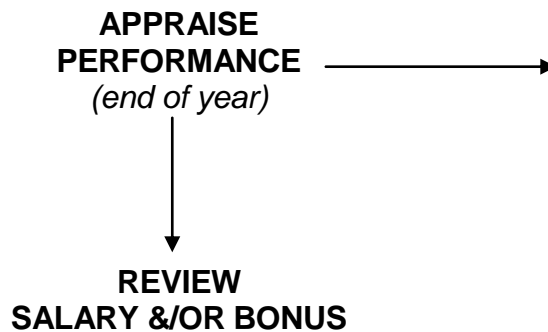 APPRAISE
PERFORMANCE
(end of year)
REVIEW
SALARY &/OR BONUS